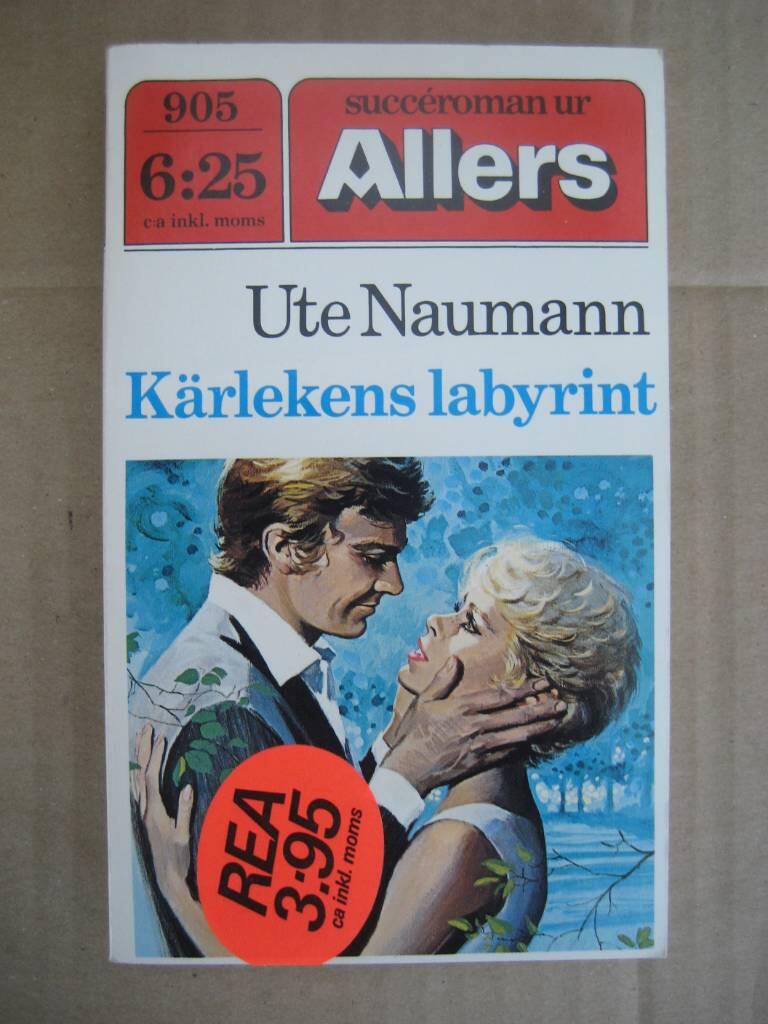 905
6:25
c:a inkl. moms
succéroman ur
Allers
Ute Naumann
Kärlekens labyrint
REA
3:95
ca inkl. moms